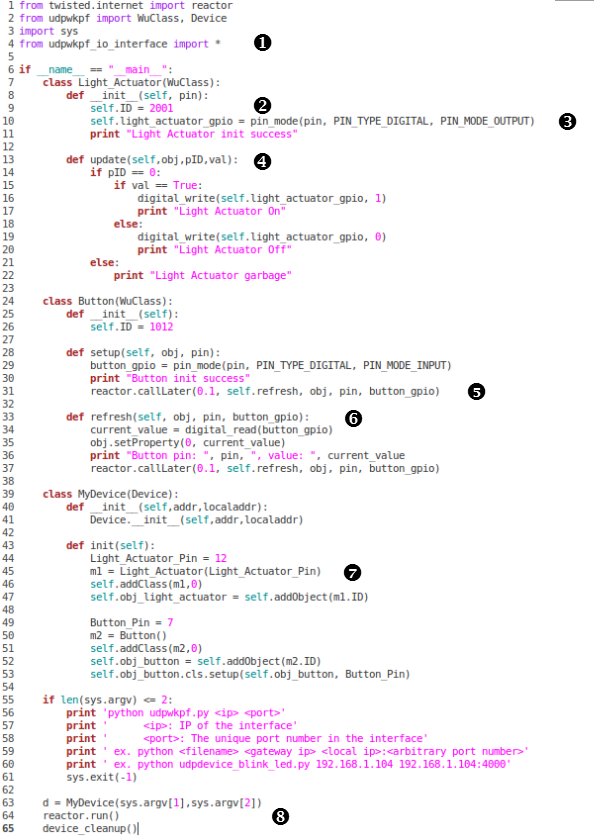 1 from twisted.internet import reactor
2 from udpwkpf import WuClass, Device
3 import sys
4 from udpwkpf_io_interface import * ❶
5
6 if __name__ == "__main__":
7     class Light_Actuator(WuClass):
8         def __init__(self, pin):
9             self.ID = 2001 ❷
10             self.light_actuator_gpio = pin_mode(pin, PIN_TYPE_DIGITAL, PIN_MODE_OUTPUT) ❸
11             print "Light Actuator init success"
12
13         def update(self,obj,pID,val): ❹
14             if pID == 0:
15                 if val == True:
16                     digital_write(self.light_actuator_gpio, 1)
17                     print "Light Actuator On"
18                 else:
19                     digital_write(self.light_actuator_gpio, 0)
20                     print "Light Actuator Off"
21             else:
22                 print "Light Actuator garbage"
23
24     class Button(WuClass):
25         def __init__(self):
26             self.ID = 1012
27
28         def setup(self, obj, pin):
29             button_gpio = pin_mode(pin, PIN_TYPE_DIGITAL, PIN_MODE_INPUT)
30             print "Button init success"
31             reactor.callLater(0.1, self.refresh, obj, pin, button_gpio) ❺
32
33         def refresh(self, obj, pin, button_gpio): ❻
34             current_value = digital_read(button_gpio)
35             obj.setProperty(0, current_value)
36             print "Button pin: ", pin, ", value: ", current_value
37             reactor.callLater(0.1, self.refresh, obj, pin, button_gpio)
38
39     class MyDevice(Device):
40         def __init__(self,addr,localaddr):
41             Device.__init__(self,addr,localaddr)
42
43         def init(self):
44             Light_Actuator_Pin = 12
45             m1 = Light_Actuator(Light_Actuator_Pin) ❼
46             self.addClass(m1,0)
47             self.obj_light_actuator = self.addObject(m1.ID)
48
49             Button_Pin = 7
50             m2 = Button()
51             self.addClass(m2,0)
52             self.obj_button = self.addObject(m2.ID)
53             self.obj_button.cls.setup(self.obj_button, Button_Pin)
54
55     if len(sys.argv) <= 2:
56         print 'python udpwkpf.py <ip> <port>'
57         print '      <ip>: IP of the interface'
58         print '      <port>: The unique port number in the interface'
59         print ' ex. python <filename> <gateway ip> <local ip>:<arbitrary port number>'
60         print ' ex. python udpdevice_blink_led.py 192.168.1.104 192.168.1.104:4000'
61         sys.exit(-1)
62
63     d = MyDevice(sys.argv[1],sys.argv[2])
64     reactor.run() ❽
65     device_cleanup()